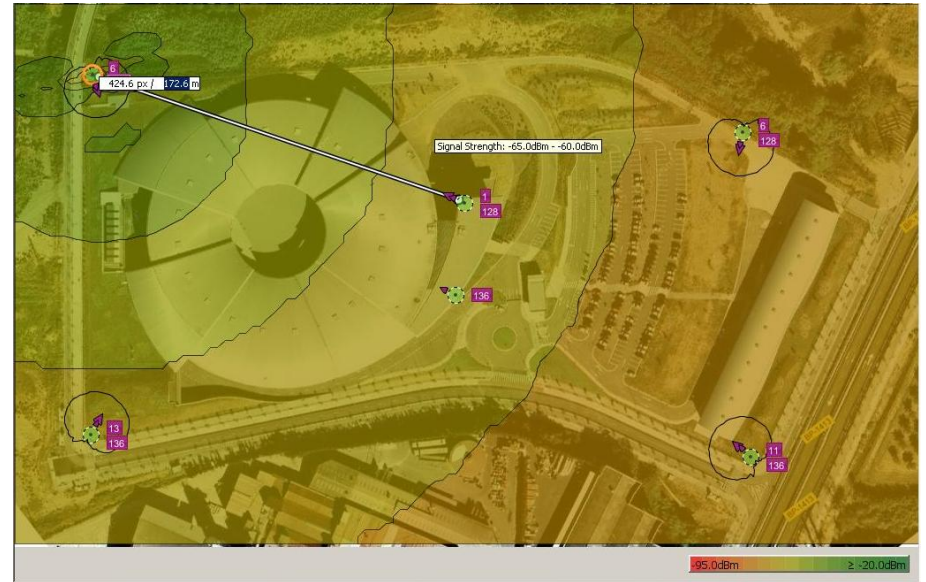 6
424.6 px / 172.6 m
6
128
Signal Strength: -65.0dBm - -60.0dBm
1
128
136
13
136
11
136
-95.0dBm
≥ -20.0dBm